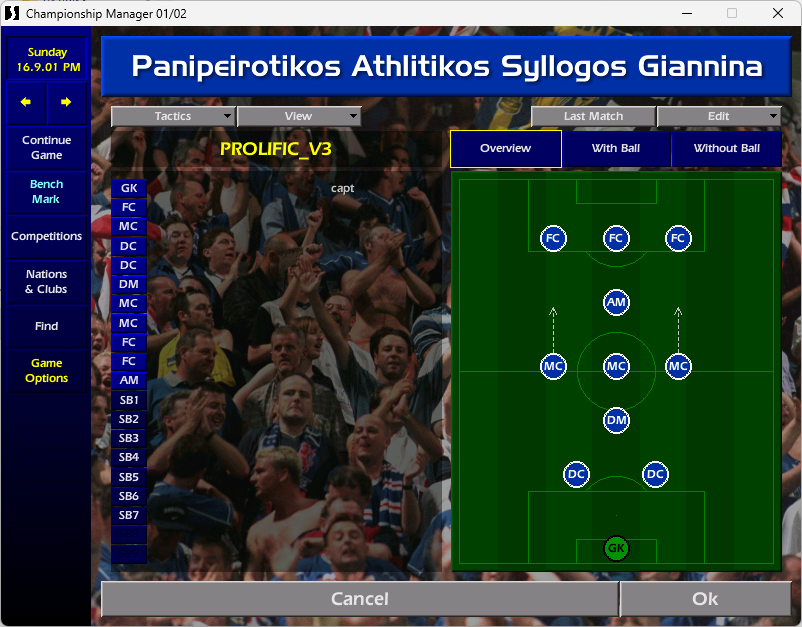 Championship Manager 01/02
Sunday
16.9.01 PM
Panipeirotikos Athlitikos Syllogos Giannina
Continue
Game
Bench
Mark
Competitions
Nations
& Clubs
Find
Game
Options
Tactics
View
Last Match
Edit
PROLIFIC_V3
Overview
With Ball
Without Ball
GK
capt
FC
MC
DC
DC
DM
MC
MC
FC
FC
AM
SB1
SB2
SB3
SB4
SB5
SB6
SB7
FC FC FC
AM
MC MC MC
DM
DC DC
GK
Cancel
Ok